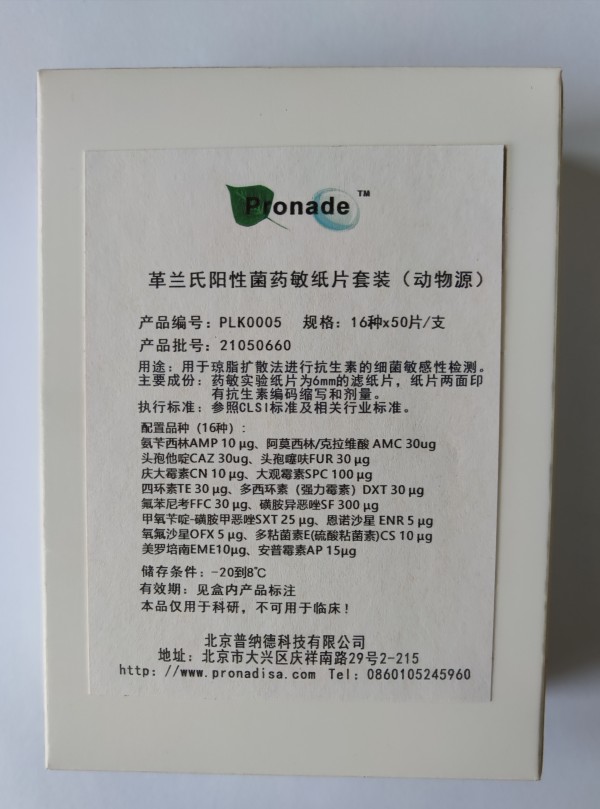 Pronade™
革兰氏阳性菌药敏纸片套装（动物源）
产品编号：PLK0005 规格：16种x50片/支
产品批号：21050660
用途：用于琼脂扩散法进行抗生素的细菌敏感性检测。
主要成份：药敏实验纸片为6mm的滤纸片，纸片两面印
有抗生素编码缩写和剂量。
执行标准：参照CLSI标准及相关行业标准。
配置品种（16种）：
氨苄西林AMP 10 μg、阿莫西林/克拉维酸 AMC 30ug
头孢他啶CAZ 30ug、头孢噻呋FUR 30 μg
庆大霉素CN 10 μg、大观霉素SPC 100 μg
四环素TE 30 μg、多西环素（强力霉素）DXT 30 μg
氟苯尼考FFC 30 μg、磺胺异恶唑SF 300 μg
甲氧苄啶-磺胺甲恶唑SXT 25 μg、恩诺沙星 ENR 5 μg
氧氟沙星OFX 5 μg、多粘菌素E(硫酸粘菌素)CS 10 μg
美罗培南EME10μg、安普霉素AP 15μg
储存条件：-20到8℃
有效期：见盒内产品标注
本品仅用于科研，不可用于临床！
北京普纳德科技有限公司
地址：北京市大兴区庆祥南路29号2-215
http://www.pronadisa.com Tel: 0860105245960